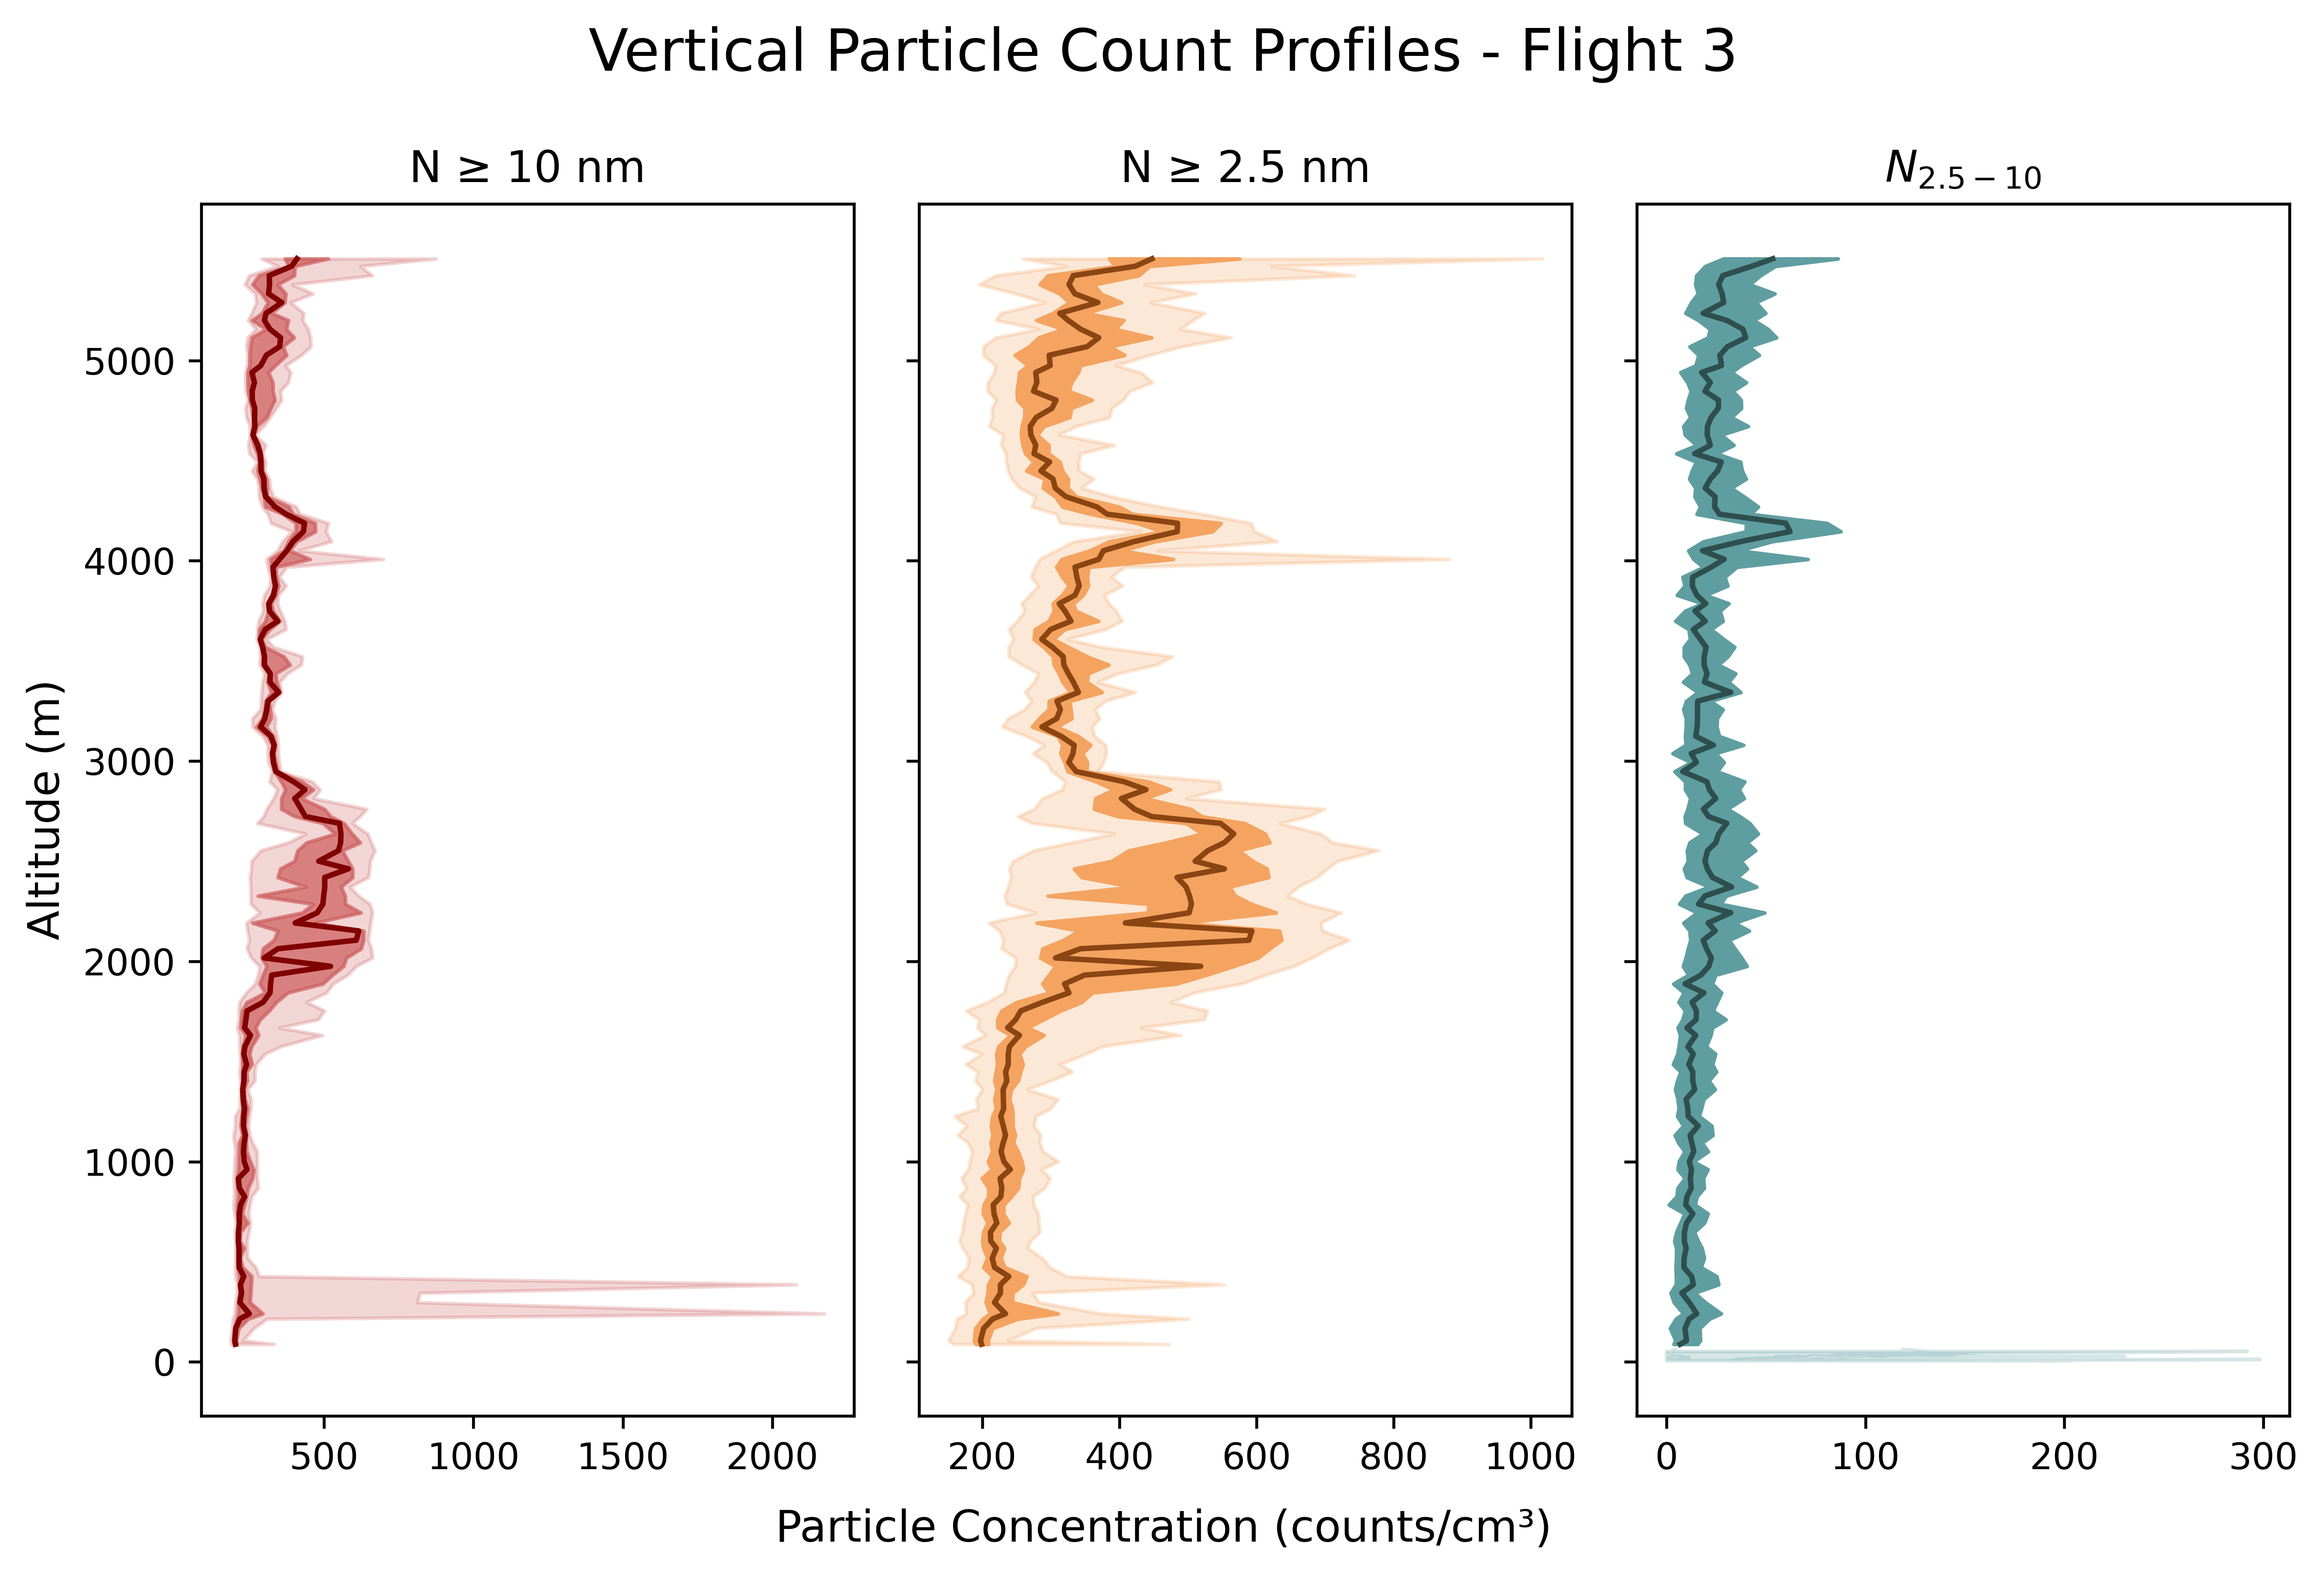 Vertical Particle Count Profiles - Flight 3
N ≥ 10 nm
N ≥ 2.5 nm
N2.5 − 10
Altitude (m)
5000
4000
3000
2000
1000
0
500 1000 1500 2000
200 400 600 800 1000
0 100 200 300
Particle Concentration (counts/cm³)